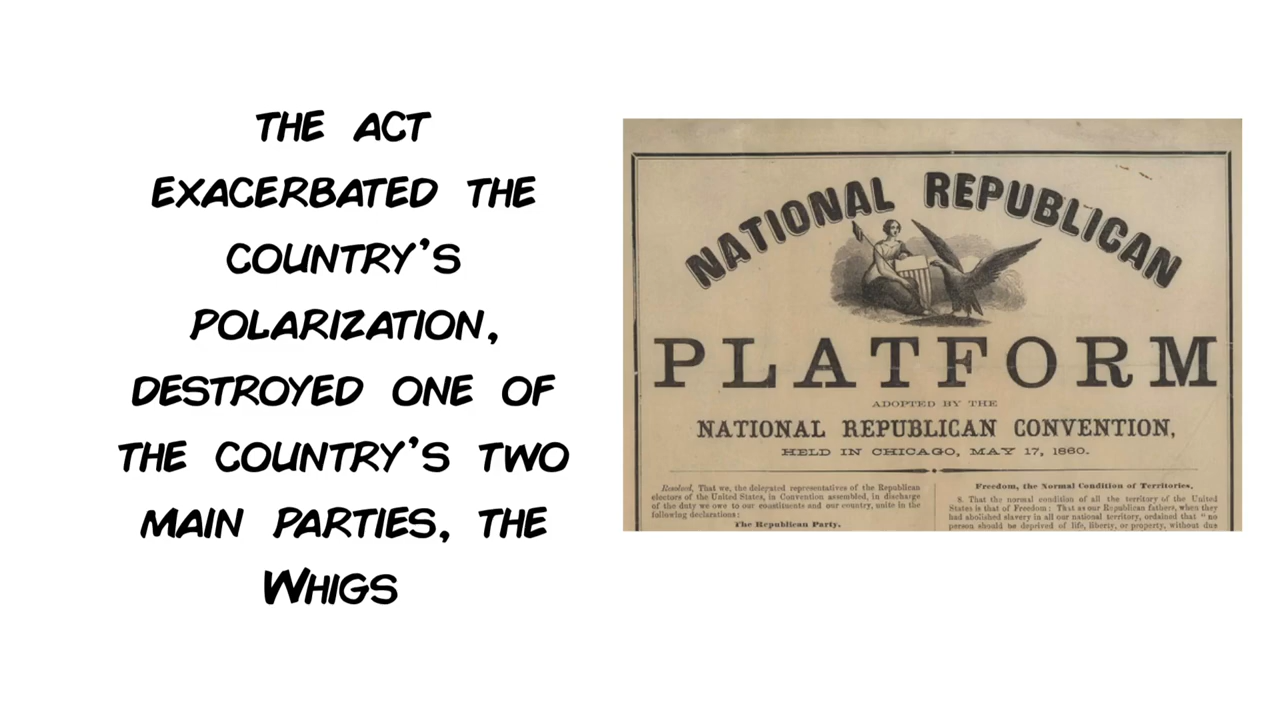 THE ACT
EXACERBATED THE
COUNTRY'S
POLARIZATION,
DESTROYED ONE OF
THE COUNTRY'S TWO
MAIN PARTIES, THE
WHIGS
NATIONAL REPUBLICAN
PLATFORM
ADOPTED BY THE
NATIONAL REPUBLICAN CONVENTION,
HELD IN CHICAGO, MAY 17, 1860.
Resolved, That we, the delegated representatives of the Republican
electors of the United States, in Convention assembled, in discharge
of the duty we owe to our constituents and our country, unite in the
following declarations:
The Republican Party.
Freedom, the Normal Condition of Territories,
8. That the normal condition of all the territory of the United
States is that of Freedom: That as our Republican fathers, when they
had abolished slavery in all our national territory, ordained that "no
person should be deprived of life, liberty, or property, without due